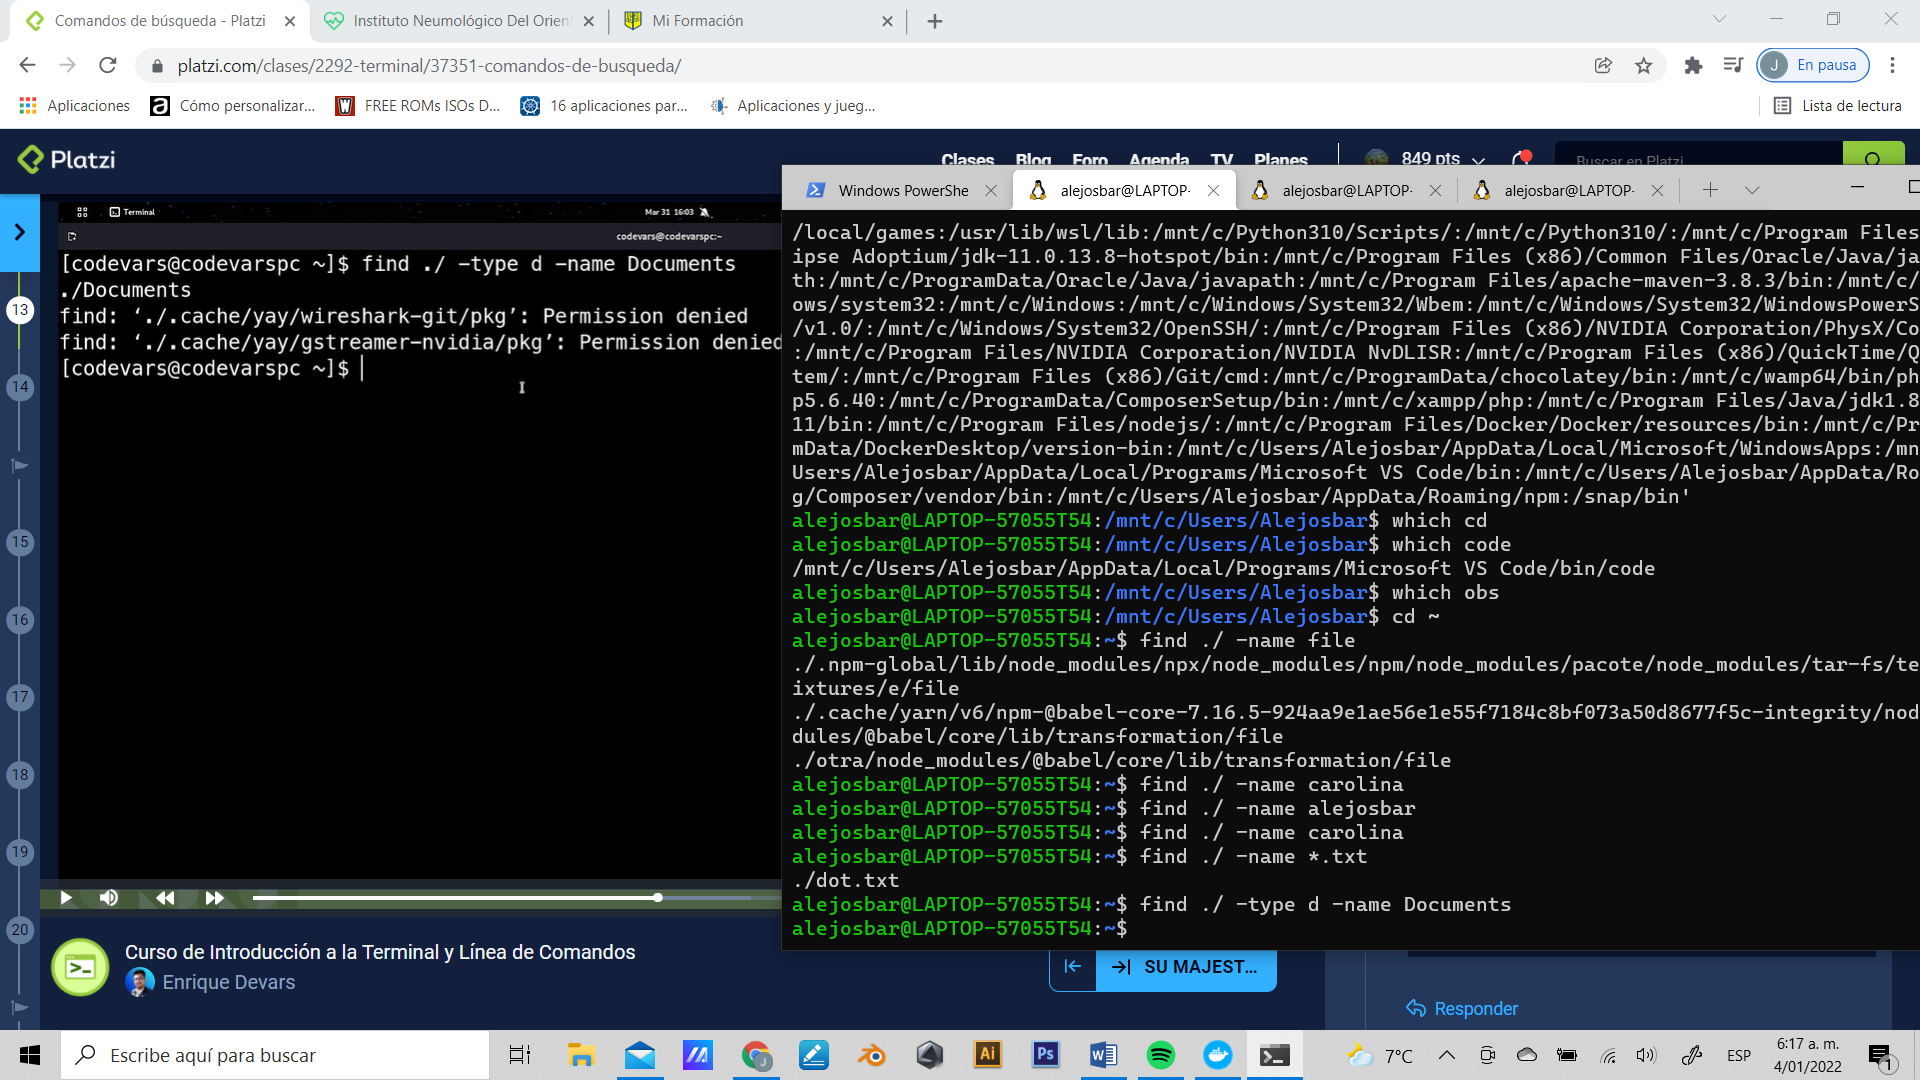 Comandos de búsqueda - Platzi
Instituto Neumológico Del Orien
Mi Formación
platzi.com/clases/2292-terminal/37351-comandos-de-busqueda/
J En pausa
Aplicaciones
Cómo personalizar...
FREE ROMs ISOs D...
16 aplicaciones par...
Aplicaciones y jueg...
Lista de lectura
Platzi
Clases Blog Foro Agenda TV Planes
849 pts
Buscar en Platzi
Windows PowerShe
alejosbar@LAPTOP-
alejosbar@LAPTOP-
alejosbar@LAPTOP-
Terminal
Mar 31 16:03
codevars@codevarspc:~
[codevars@codevarspc ~]$ find ./ -type d -name Documents
./Documents
find: ‘./.cache/yay/wireshark-git/pkg’: Permission denied
find: ‘./.cache/yay/gstreamer-nvidia/pkg’: Permission denied
[codevars@codevarspc ~]$
13
14
15
16
17
18
19
20
/local/games:/usr/lib/wsl/lib:/mnt/c/Python310/Scripts/:/mnt/c/Python310/:/mnt/c/Program Files
ipse Adoptium/jdk-11.0.13.8-hotspot/bin:/mnt/c/Program Files (x86)/Common Files/Oracle/Java/ja
th:/mnt/c/ProgramData/Oracle/Java/javapath:/mnt/c/Program Files/apache-maven-3.8.3/bin:/mnt/c/
ows/system32:/mnt/c/Windows:/mnt/c/Windows/System32/Wbem:/mnt/c/Windows/System32/WindowsPowerS
/v1.0/:/mnt/c/Windows/System32/OpenSSH/:/mnt/c/Program Files (x86)/NVIDIA Corporation/PhysX/Co
:/mnt/c/Program Files/NVIDIA Corporation/NVIDIA NvDLISR:/mnt/c/Program Files (x86)/QuickTime/Q
tem/:/mnt/c/Program Files (x86)/Git/cmd:/mnt/c/ProgramData/chocolatey/bin:/mnt/c/wamp64/bin/ph
p5.6.40:/mnt/c/ProgramData/ComposerSetup/bin:/mnt/c/xampp/php:/mnt/c/Program Files/Java/jdk1.8
11/bin:/mnt/c/Program Files/nodejs/:/mnt/c/Program Files/Docker/Docker/resources/bin:/mnt/c/Pr
mData/DockerDesktop/version-bin:/mnt/c/Users/Alejosbar/AppData/Local/Microsoft/WindowsApps:/mn
Users/Alejosbar/AppData/Local/Programs/Microsoft VS Code/bin:/mnt/c/Users/Alejosbar/AppData/Ro
g/Composer/vendor/bin:/mnt/c/Users/Alejosbar/AppData/Roaming/npm:/snap/bin'
alejosbar@LAPTOP-57055T54:/mnt/c/Users/Alejosbar$ which cd
alejosbar@LAPTOP-57055T54:/mnt/c/Users/Alejosbar$ which code
/mnt/c/Users/Alejosbar/AppData/Local/Programs/Microsoft VS Code/bin/code
alejosbar@LAPTOP-57055T54:/mnt/c/Users/Alejosbar$ which obs
alejosbar@LAPTOP-57055T54:/mnt/c/Users/Alejosbar$ cd ~
alejosbar@LAPTOP-57055T54:~$ find ./ -name file
./.npm-global/lib/node_modules/npx/node_modules/npm/node_modules/pacote/node_modules/tar-fs/te
ixtures/e/file
./.cache/yarn/v6/npm-@babel-core-7.16.5-924aa9e1ae56e1e55f7184c8bf073a50d8677f5c-integrity/nod
dules/@babel/core/lib/transformation/file
./otra/node_modules/@babel/core/lib/transformation/file
alejosbar@LAPTOP-57055T54:~$ find ./ -name carolina
alejosbar@LAPTOP-57055T54:~$ find ./ -name alejosbar
alejosbar@LAPTOP-57055T54:~$ find ./ -name carolina
alejosbar@LAPTOP-57055T54:~$ find ./ -name *.txt
./dot.txt
alejosbar@LAPTOP-57055T54:~$ find ./ -type d -name Documents
alejosbar@LAPTOP-57055T54:~$
Curso de Introducción a la Terminal y Línea de Comandos
Enrique Devars
SU MAJEST...
Responder
Escribe aquí para buscar
Ai
Ps
7°C
ESP
6:17 a. m.
4/01/2022
1